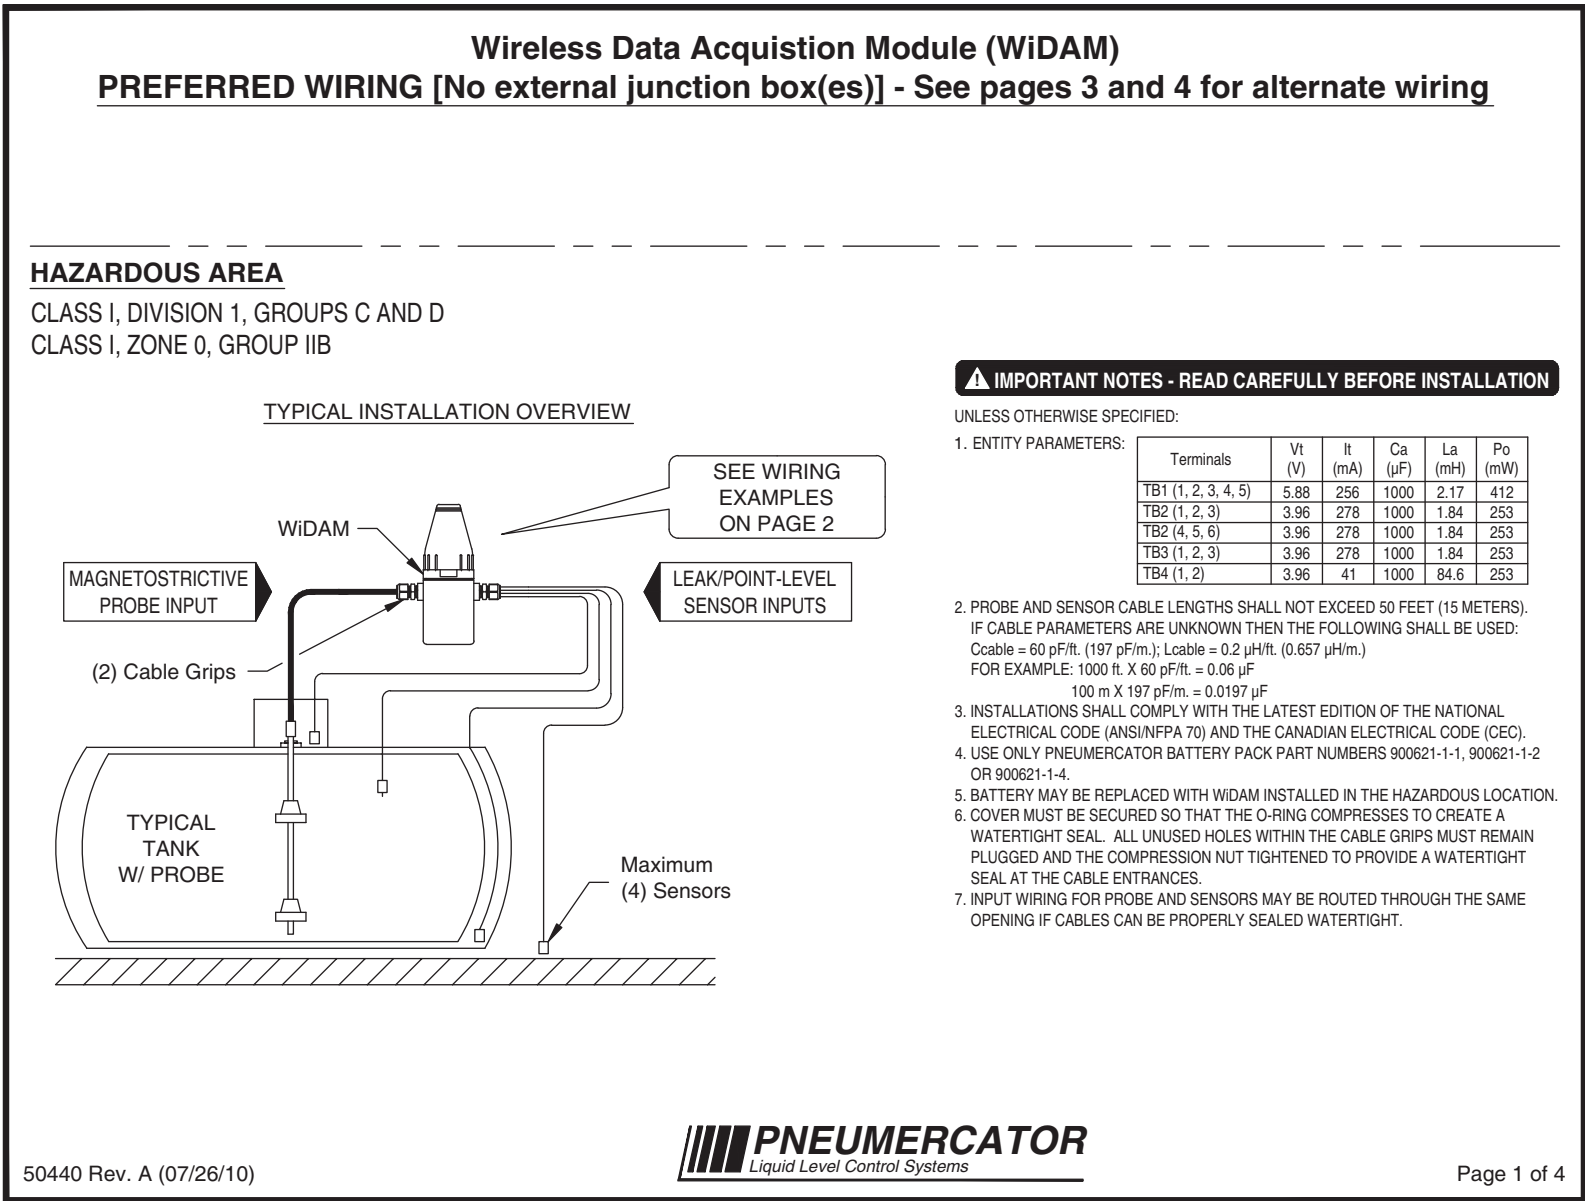 Wireless Data Acquistion Module (WiDAM)
PREFERRED WIRING [No external junction box(es)] - See pages 3 and 4 for alternate wiring
HAZARDOUS AREA
CLASS I, DIVISION 1, GROUPS C AND D
CLASS I, ZONE 0, GROUP IIB
TYPICAL INSTALLATION OVERVIEW
SEE WIRING
EXAMPLES
ON PAGE 2
WiDAM
MAGNETOSTRICTIVE
PROBE INPUT
LEAK/POINT-LEVEL
SENSOR INPUTS
(2) Cable Grips
TYPICAL
TANK
W/ PROBE
Maximum
(4) Sensors
IMPORTANT NOTES - READ CAREFULLY BEFORE INSTALLATION
UNLESS OTHERWISE SPECIFIED:
1. ENTITY PARAMETERS:
Terminals Vt (V) It (mA) Ca (µF) La (mH) Po (mW)
TB1 (1, 2, 3, 4, 5) 5.88 256 1000 2.17 412
TB2 (1, 2, 3) 3.96 278 1000 1.84 253
TB2 (4, 5, 6) 3.96 278 1000 1.84 253
TB3 (1, 2, 3) 3.96 278 1000 1.84 253
TB4 (1, 2) 3.96 41 1000 84.6 253
2. PROBE AND SENSOR CABLE LENGTHS SHALL NOT EXCEED 50 FEET (15 METERS).
IF CABLE PARAMETERS ARE UNKNOWN THEN THE FOLLOWING SHALL BE USED:
Ccable = 60 pF/ft. (197 pF/m.); Lcable = 0.2 µH/ft. (0.657 µH/m.)
FOR EXAMPLE: 1000 ft. X 60 pF/ft. = 0.06 µF
100 m X 197 pF/m. = 0.0197 µF
3. INSTALLATIONS SHALL COMPLY WITH THE LATEST EDITION OF THE NATIONAL
ELECTRICAL CODE (ANSI/NFPA 70) AND THE CANADIAN ELECTRICAL CODE (CEC).
4. USE ONLY PNEUMERCATOR BATTERY PACK PART NUMBERS 900621-1-1, 900621-1-2
OR 900621-1-4.
5. BATTERY MAY BE REPLACED WITH WiDAM INSTALLED IN THE HAZARDOUS LOCATION.
6. COVER MUST BE SECURED SO THAT THE O-RING COMPRESSES TO CREATE A
WATERTIGHT SEAL. ALL UNUSED HOLES WITHIN THE CABLE GRIPS MUST REMAIN
PLUGGED AND THE COMPRESSION NUT TIGHTENED TO PROVIDE A WATERTIGHT
SEAL AT THE CABLE ENTRANCES.
7. INPUT WIRING FOR PROBE AND SENSORS MAY BE ROUTED THROUGH THE SAME
OPENING IF CABLES CAN BE PROPERLY SEALED WATERTIGHT.
50440 Rev. A (07/26/10)
PNEUMERCATOR
Liquid Level Control Systems
Page 1 of 4